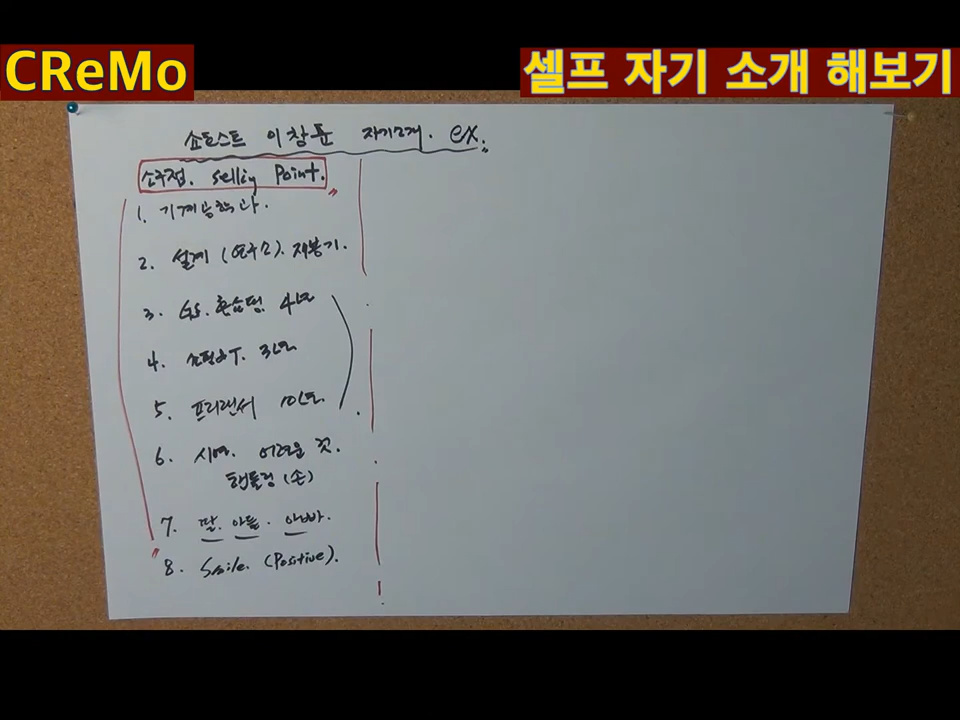 CReMo
셀프 자기 소개 해보기
쇼호스트 이창훈 자기소개. ex.
소구점. selling Point.
1. 기계공학과.
2. 설계 (연구소). 재봉기.
3. GS. 홈쇼핑. 4년
4. 쇼핑&T. 3년
5. 프리랜서 10년
6. 시연. 어려운 것.
핸들링 (손)
7. 딸. 아들. 아빠.
8. Smile. (Positive).